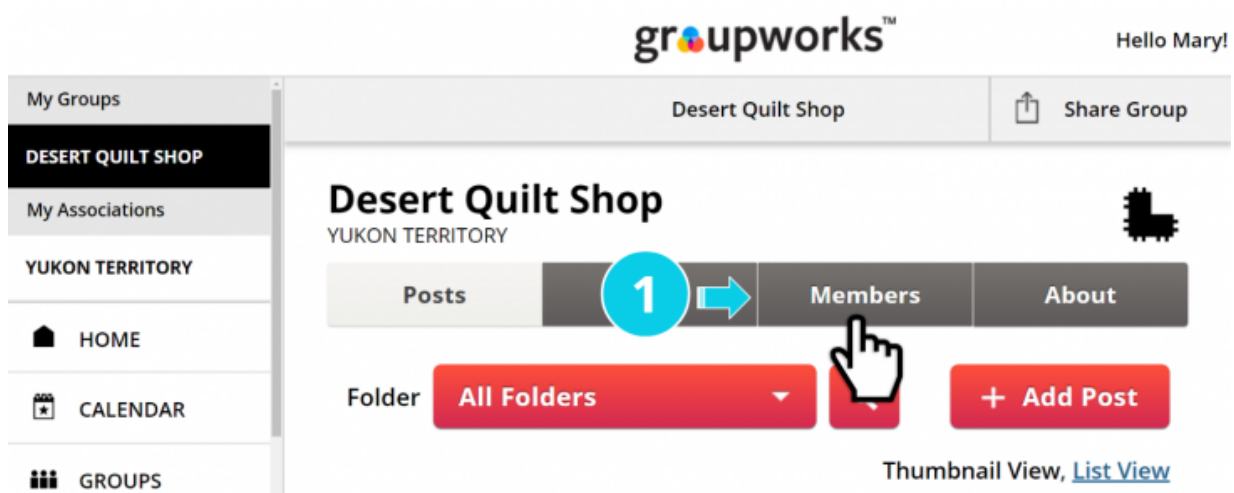 groupworks™
Hello Mary!
My Groups
Desert Quilt Shop
Share Group
DESERT QUILT SHOP
My Associations
Desert Quilt Shop
YUKON TERRITORY
YUKON TERRITORY
Posts
1
Members
About
HOME
Folder
All Folders
+ Add Post
CALENDAR
Thumbnail View, List View
GROUPS